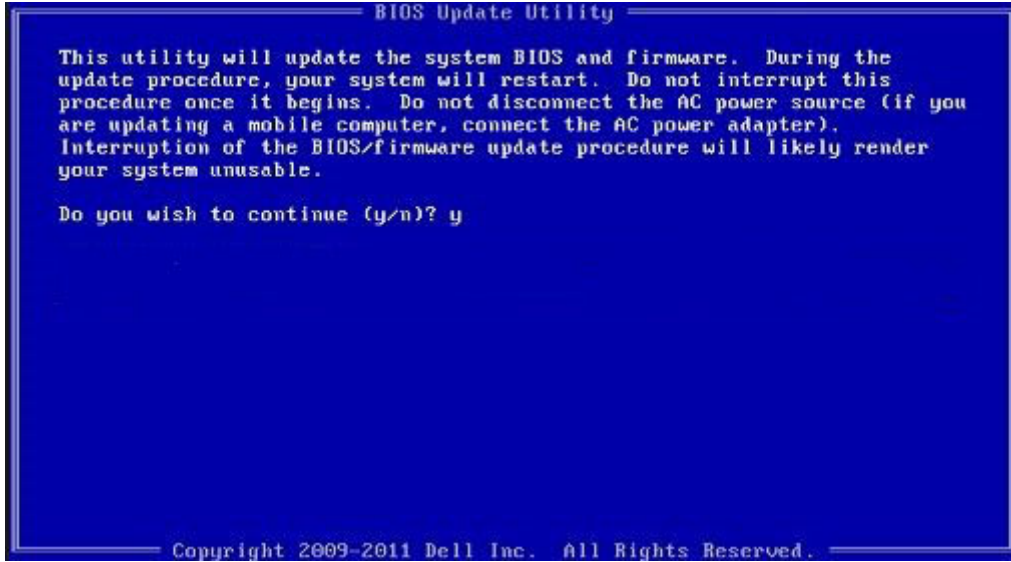 BIOS Update Utility
This utility will update the system BIOS and firmware.  During the
update procedure, your system will restart.  Do not interrupt this
procedure once it begins.  Do not disconnect the AC power source (if you
are updating a mobile computer, connect the AC power adapter).
Interruption of the BIOS/firmware update procedure will likely render
your system unusable.
Do you wish to continue (y/n)? y
Copyright 2009-2011 Dell Inc.  All Rights Reserved.